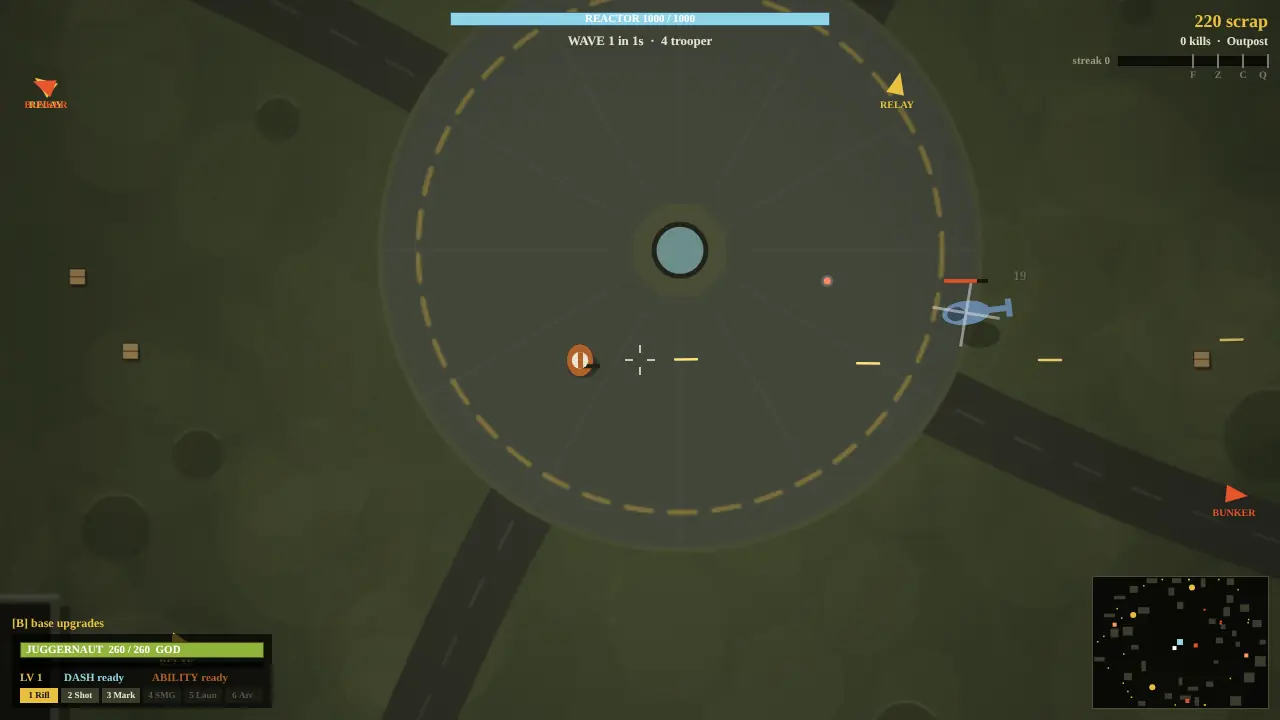 REACTOR 1000 / 1000
WAVE 1 in 1s · 4 trooper
220 scrap
0 kills · Outpost
streak 0
F Z C Q
RELAY
RELAY
19
BUNKER
[B] base upgrades
JUGGERNAUT 260 / 260 GOD
LV 1 DASH ready ABILITY ready
1 Rifl 2 Shot 3 Mark 4 SMG 5 Laun